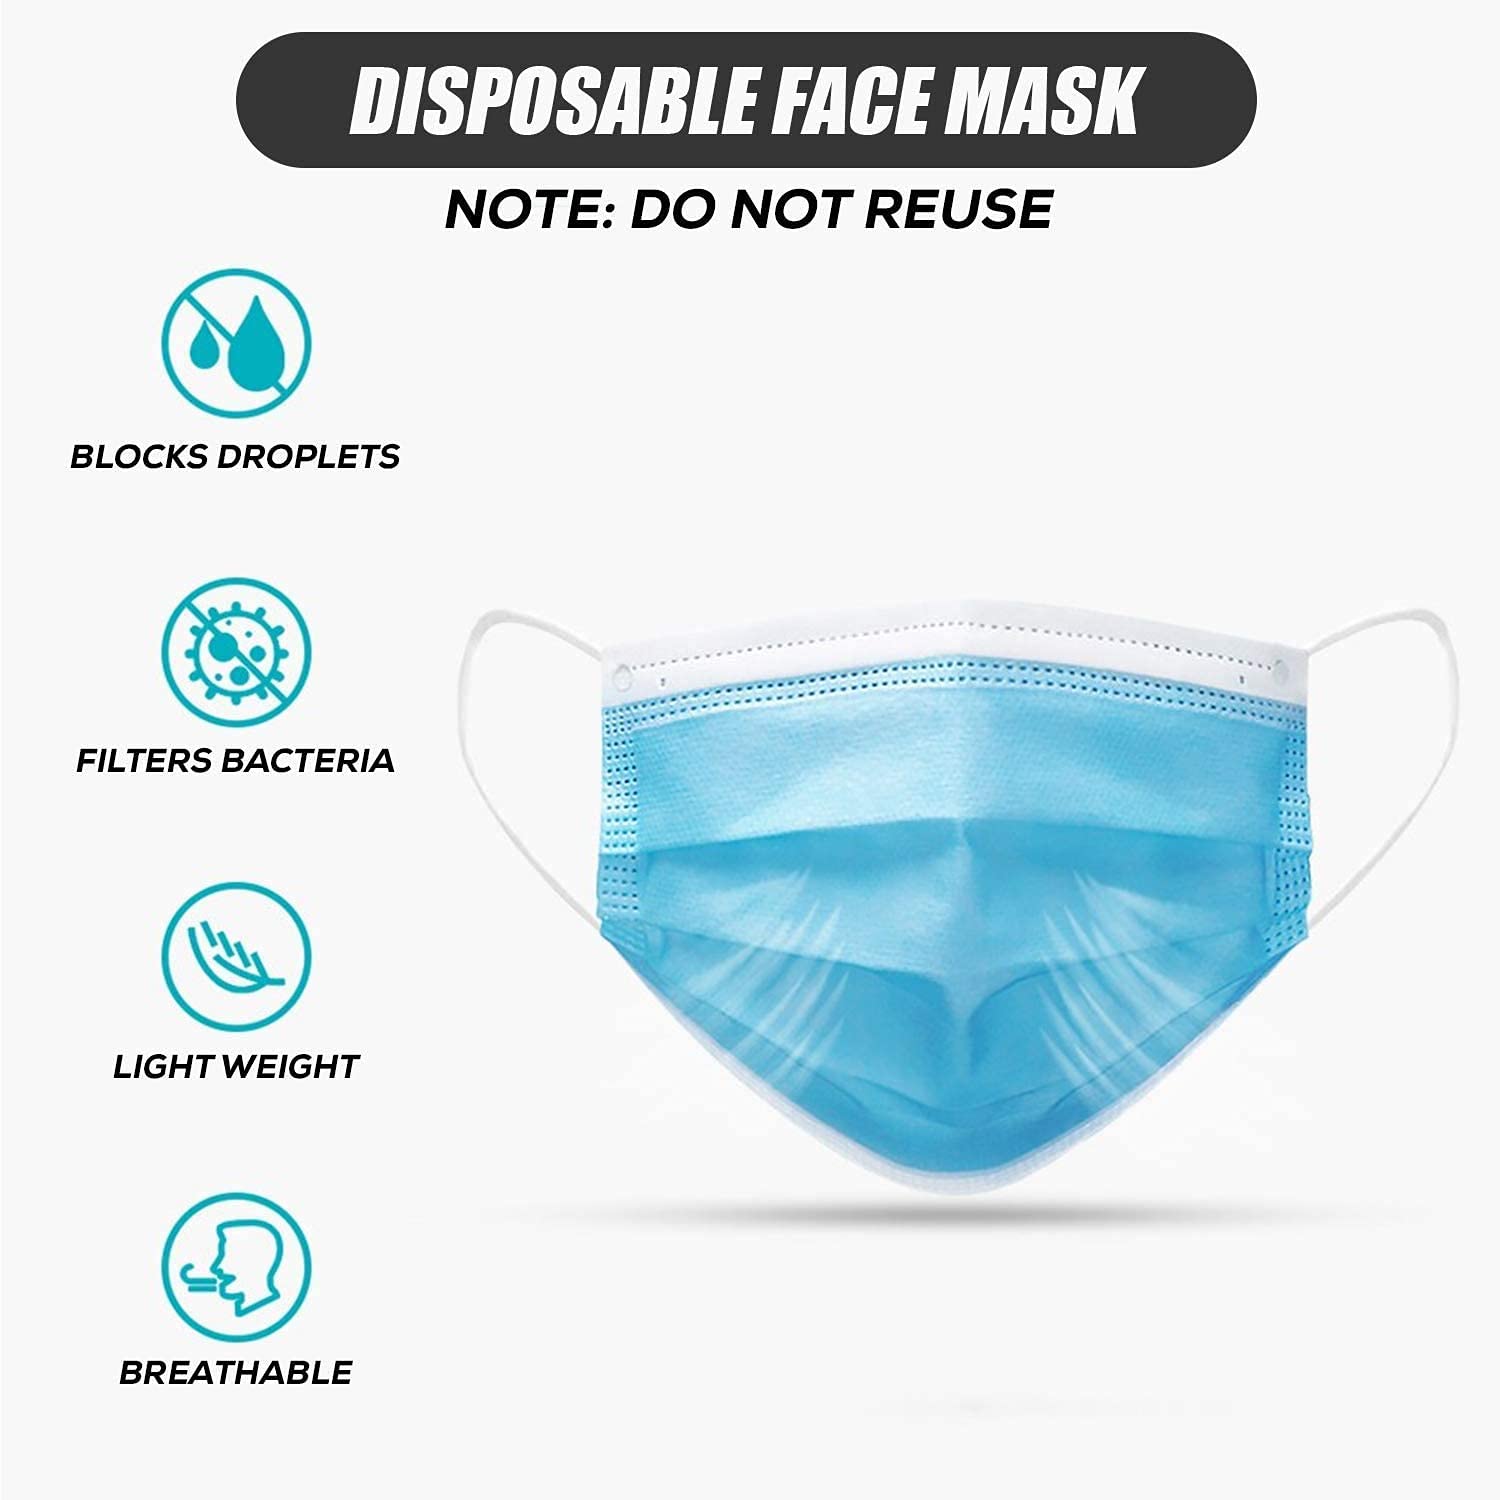 DISPOSABLE FACE MASK
NOTE: DO NOT REUSE
BLOCKS DROPLETS
FILTERS BACTERIA
LIGHT WEIGHT
BREATHABLE